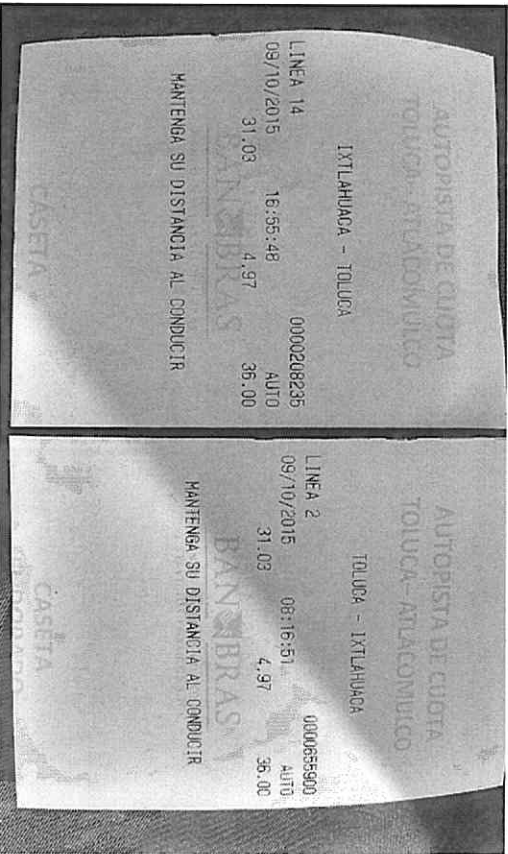 AUTOPISTA DE CUOTA
TOLUCA - ATLACOMULCO
IXTLAHUACA - TOLUCA
LINEA 14 0000208235
09/10/2015 16:55:48 AUTO
31.03 4.97 36.00
BANOBRAS
MANTENGA SU DISTANCIA AL CONDUCIR
CASETA
AUTOPISTA DE CUOTA
TOLUCA - ATLACOMULCO
TOLUCA - IXTLAHUACA
LINEA 2 0000655900
09/10/2015 08:16:51 AUTO
31.03 4.97 36.00
BANOBRAS
MANTENGA SU DISTANCIA AL CONDUCIR
CASETA